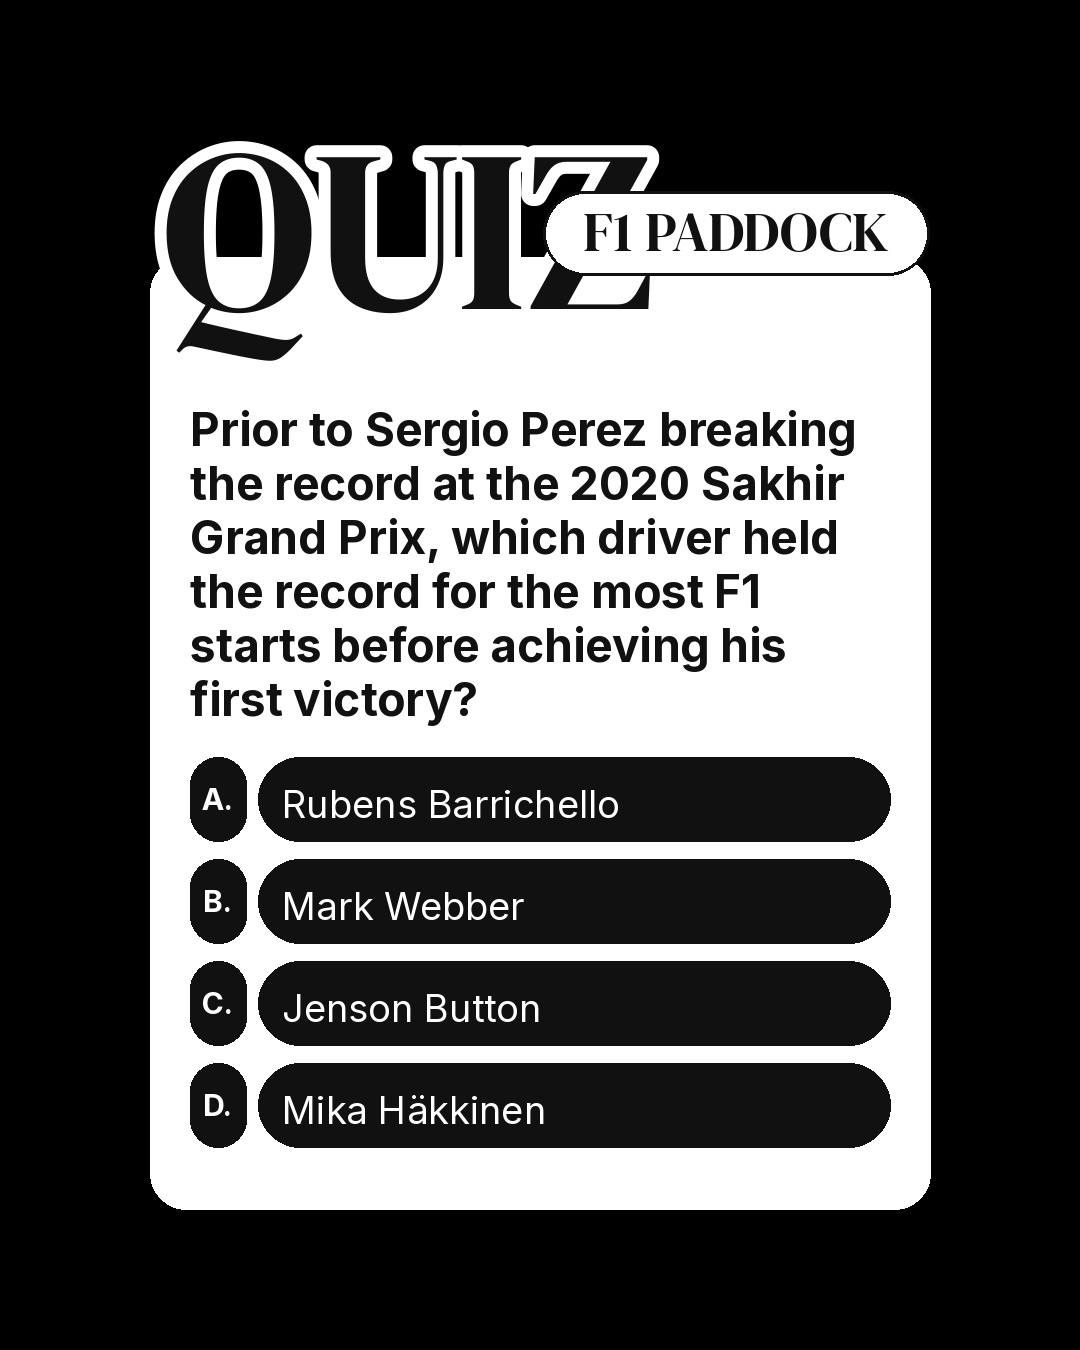 QUIZ
F1 PADDOCK
Prior to Sergio Perez breaking
the record at the 2020 Sakhir
Grand Prix, which driver held
the record for the most F1
starts before achieving his
first victory?
A. Rubens Barrichello
B. Mark Webber
C. Jenson Button
D. Mika Häkkinen